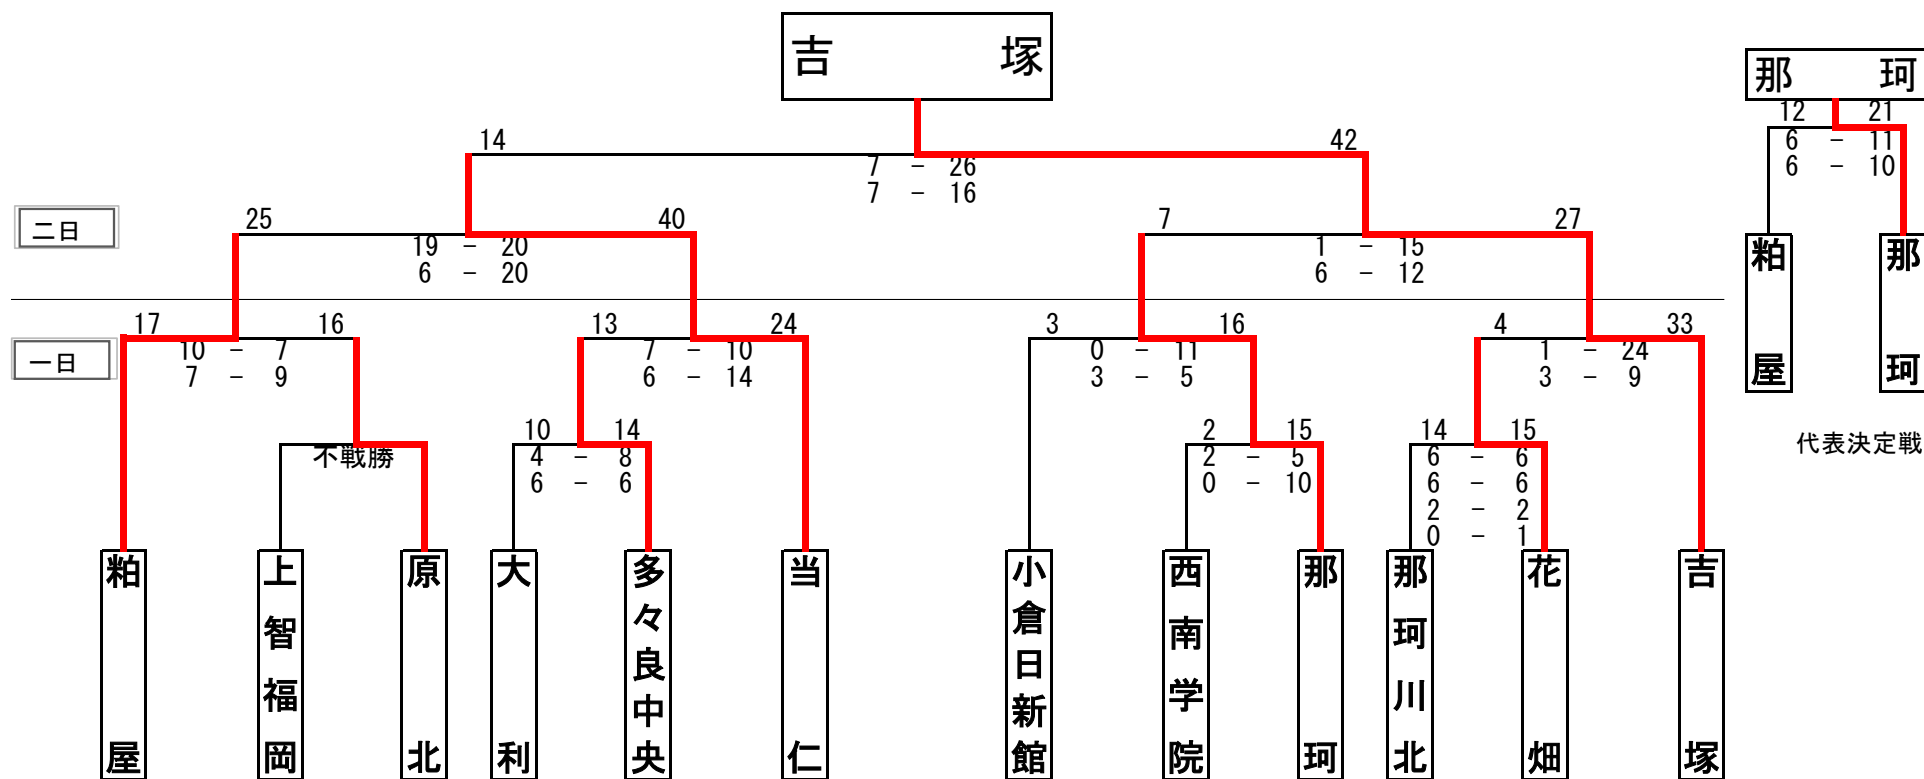 吉塚
那珂
12 21
6 - 11
6 - 10
14 42
7 - 26
7 - 16
二日
25 40
19 - 20
6 - 20
7 27
1 - 15
6 - 12
粕屋
那珂
一日
17 16
10 - 7
7 - 9
13 24
7 - 10
6 - 14
3 16
0 - 11
3 - 5
4 33
1 - 24
3 - 9
代表決定戦
不戦勝
10 14
4 - 8
6 - 6
2 15
2 - 5
0 - 10
14 15
6 - 6
6 - 6
2 - 2
0 - 1
粕屋
上智福岡
原北
大利
多々良中央
当仁
小倉日新館
西南学院
那珂
那珂川北
花畑
吉塚